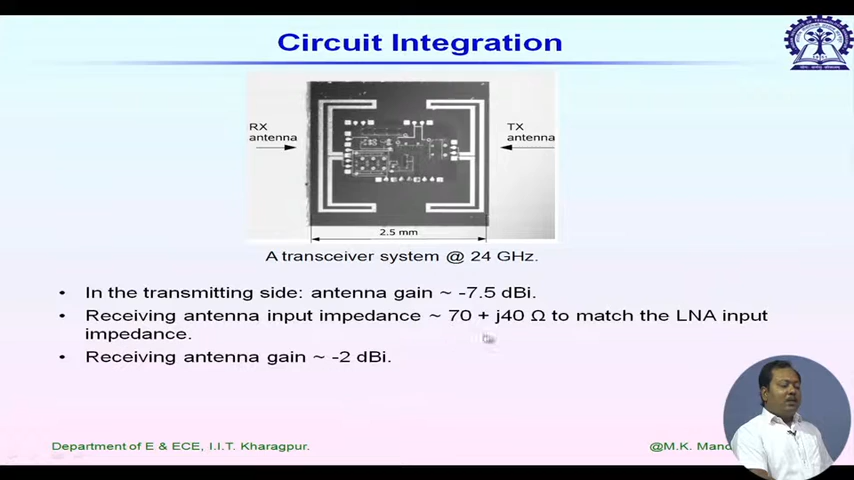 Circuit Integration
RX
antenna
TX
antenna
2.5 mm
A transceiver system @ 24 GHz.
• In the transmitting side: antenna gain ~ -7.5 dBi.
• Receiving antenna input impedance ~ 70 + j40 Ω to match the LNA input
impedance.
• Receiving antenna gain ~ -2 dBi.
Department of E & ECE, I.I.T. Kharagpur.
@M.K.